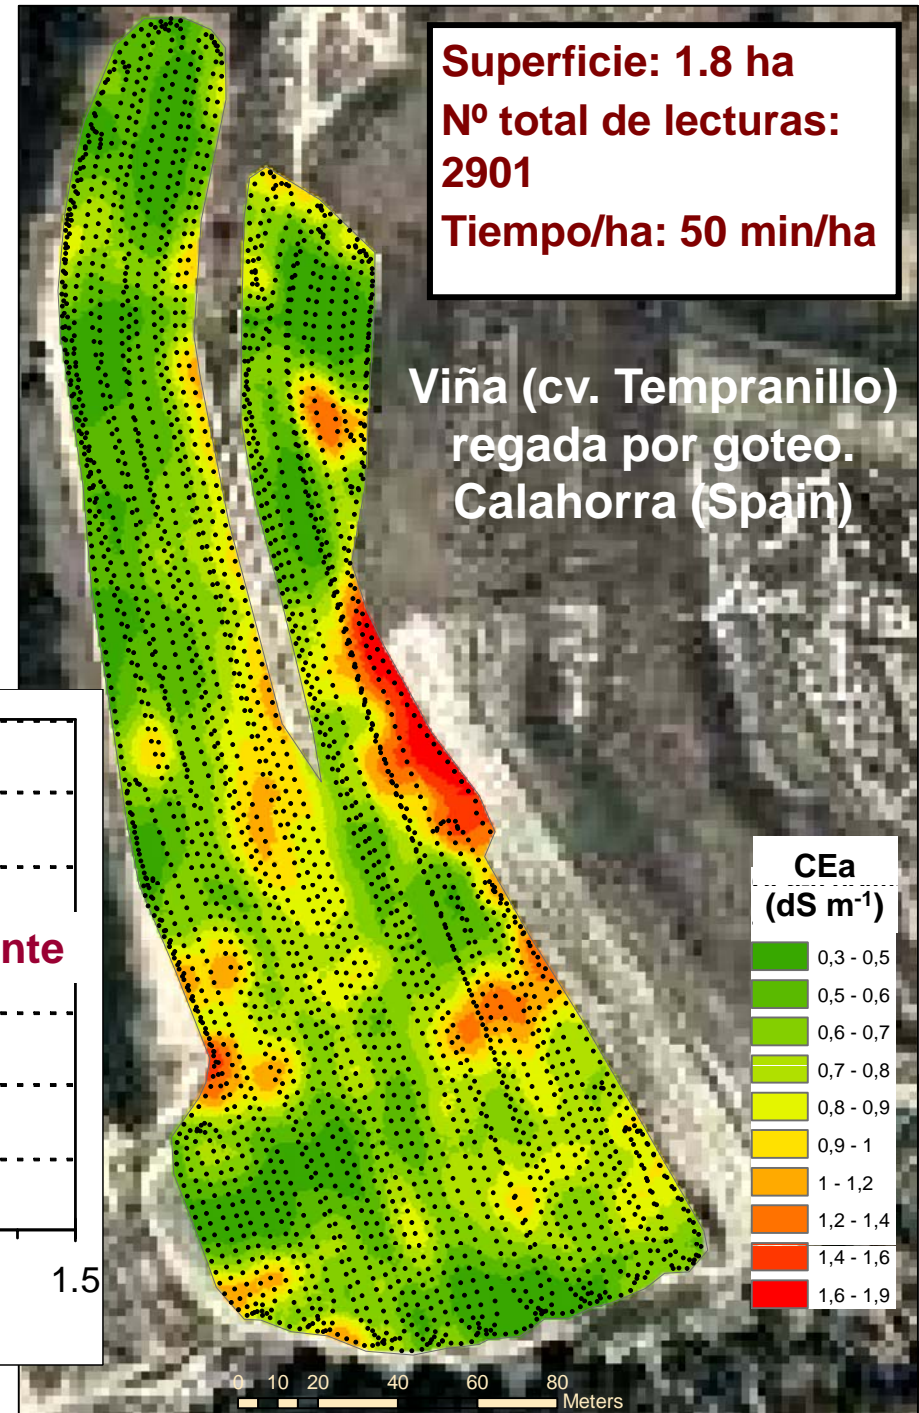 Superficie: 1.8 ha
Nº total de lecturas:
2901
Tiempo/ha: 50 min/ha
Viña (cv. Tempranillo)
regada por goteo.
Calahorra (Spain)
nte
1.5
CEa
(dS m⁻¹)
0,3 - 0,5
0,5 - 0,6
0,6 - 0,7
0,7 - 0,8
0,8 - 0,9
0,9 - 1
1 - 1,2
1,2 - 1,4
1,4 - 1,6
1,6 - 1,9
0 10 20 40 60 80
Meters